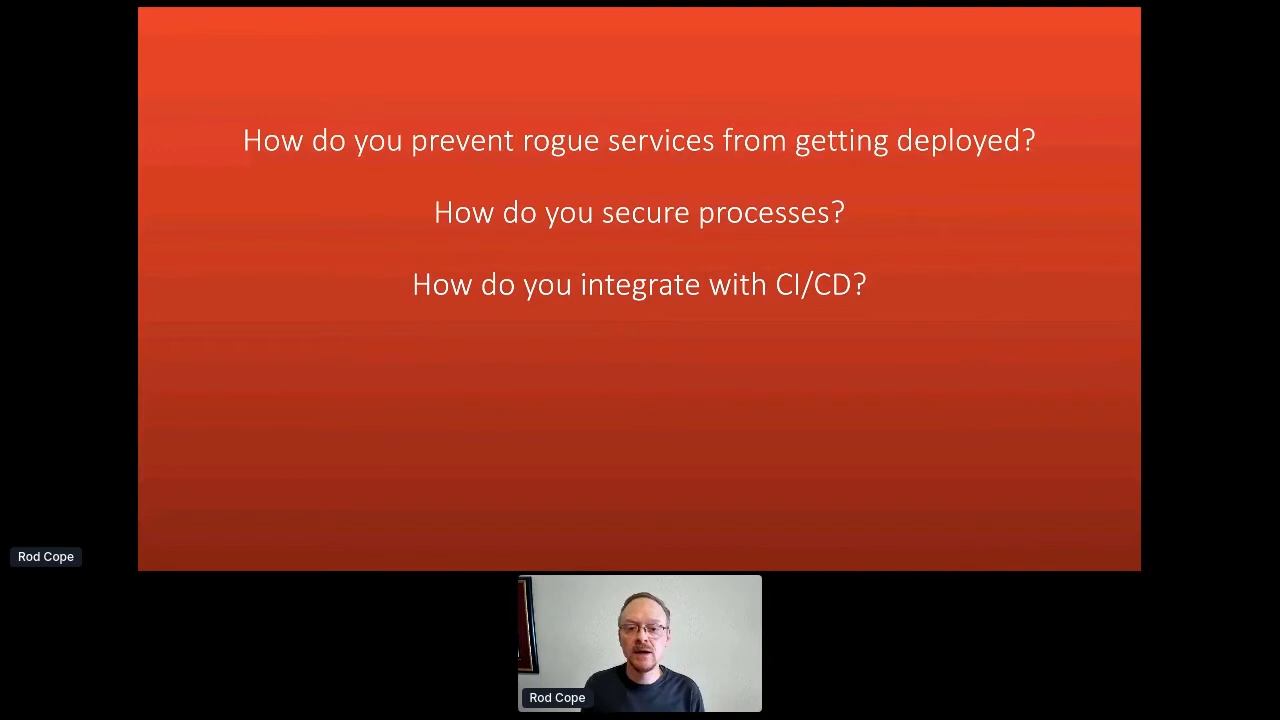 How do you prevent rogue services from getting deployed?
How do you secure processes?
How do you integrate with CI/CD?
Rod Cope
Rod Cope